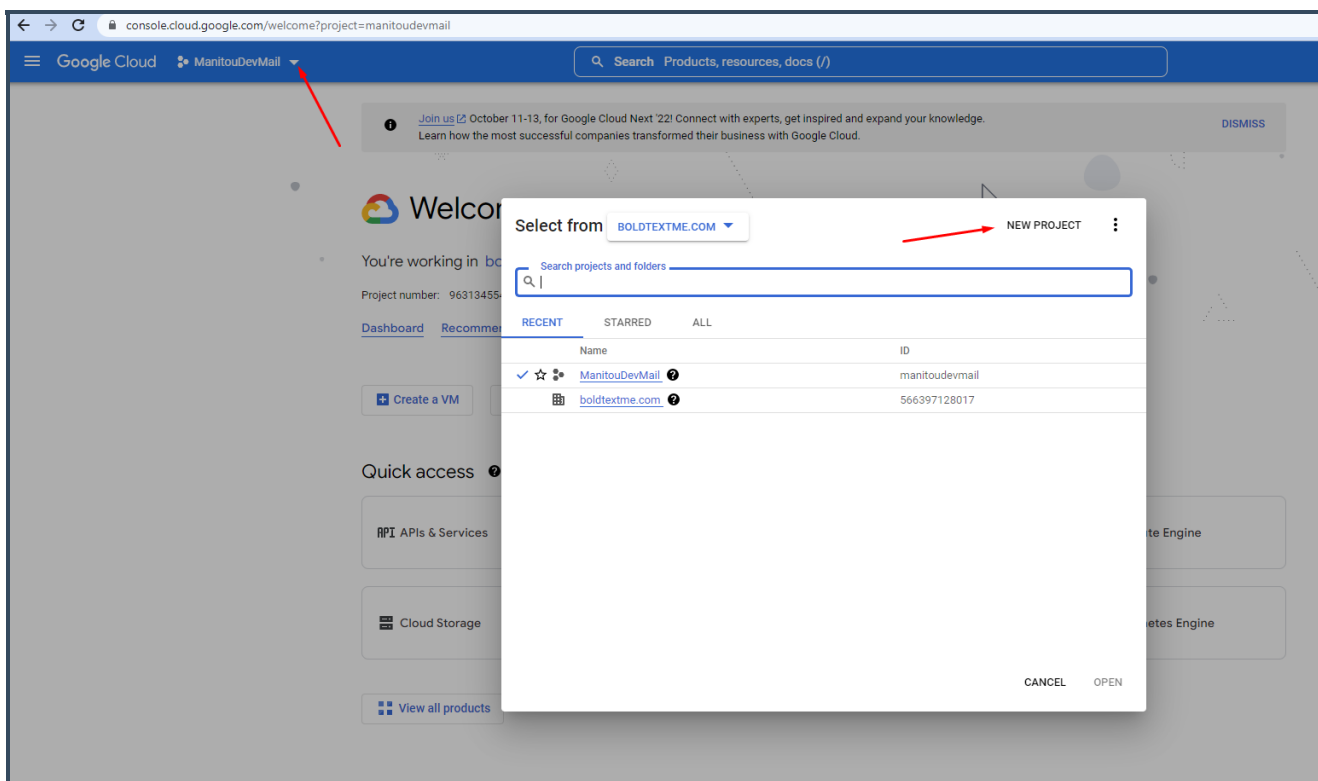 console.cloud.google.com/welcome?project=manitoudevmail
Google Cloud ManitouDevMail Search Products, resources, docs (/)
Join us October 11-13, for Google Cloud Next '22! Connect with experts, get inspired and expand your knowledge.
Learn how the most successful companies transformed their business with Google Cloud.
DISMISS
Welcor
You're working in bo
Project number: 96313455
Dashboard Recommer
Create a VM
Quick access
API APIs & Services
Cloud Storage
View all products
Select from BOLDTEXTME.COM NEW PROJECT
Search projects and folders
RECENT STARRED ALL
Name ID
ManitouDevMail manitoudevmail
boldtextme.com 566397128017
CANCEL OPEN
te Engine
etes Engine